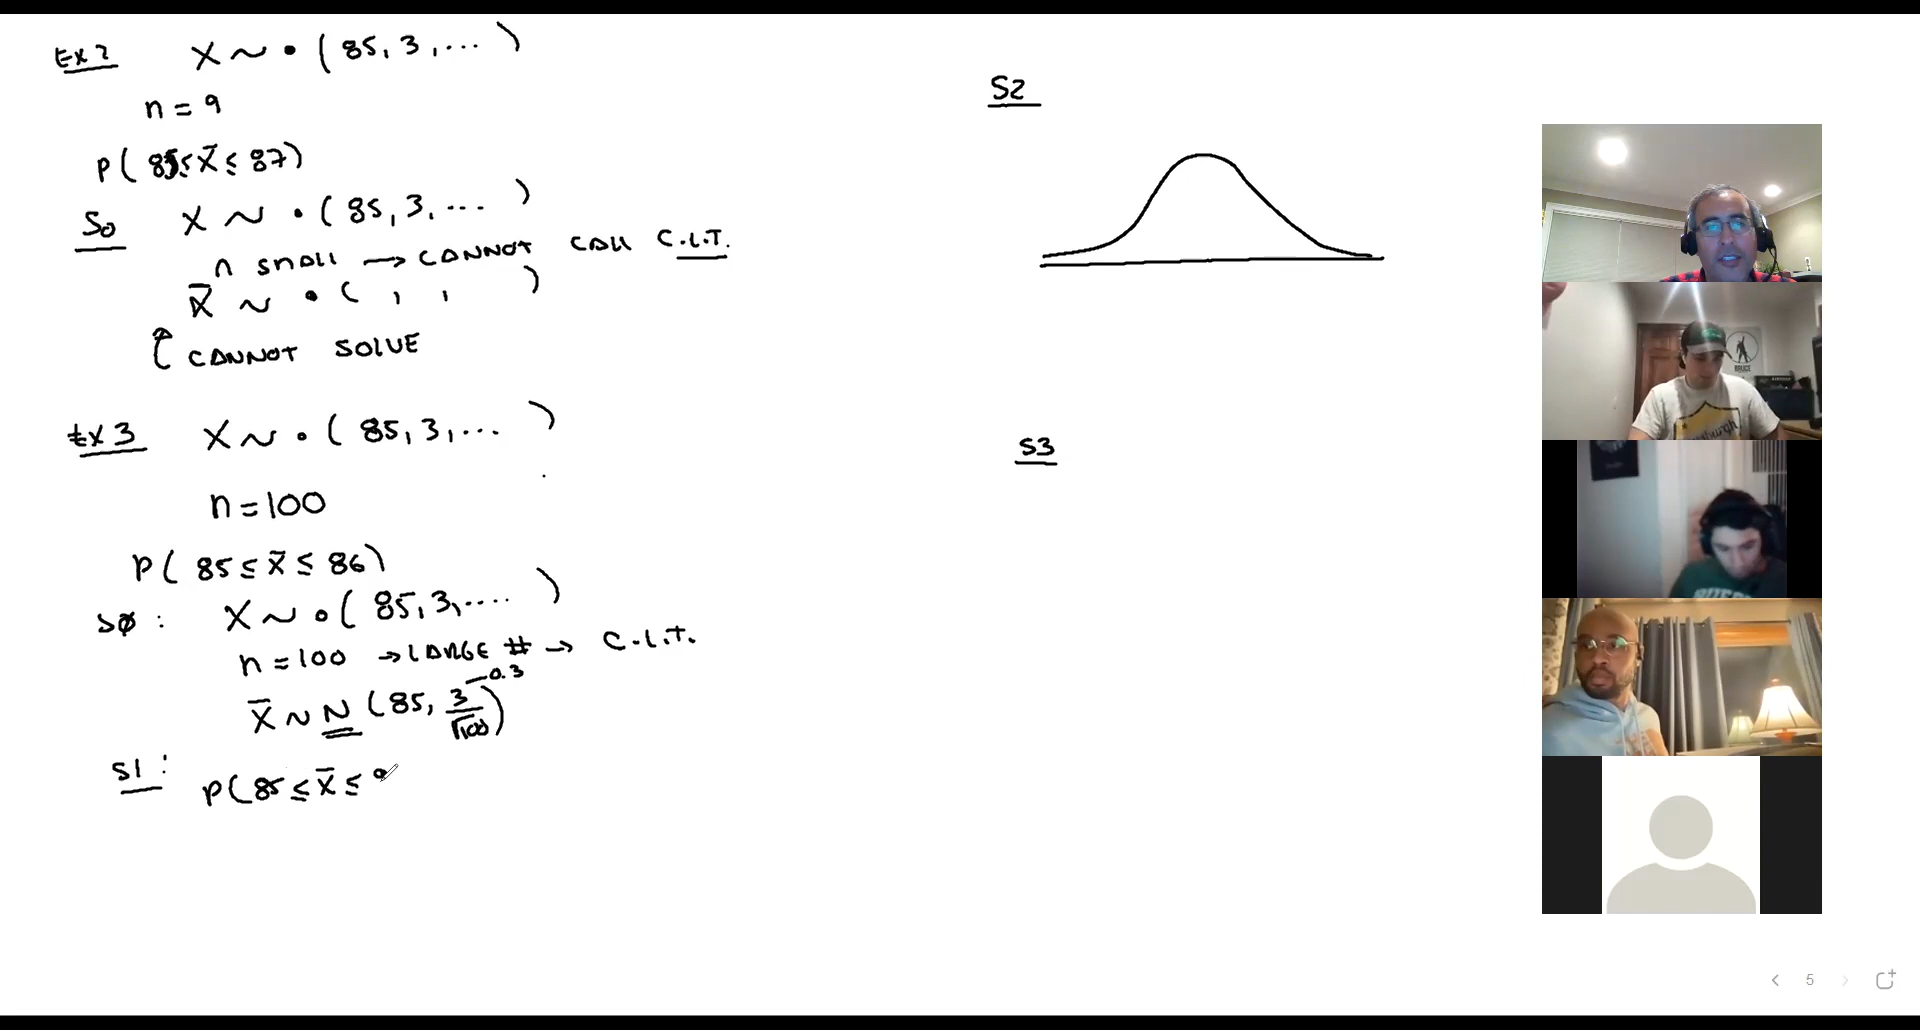 Ex 2 X ~ • ( 85, 3, ... )
n = 9
P( 85 ≤ X̄ ≤ 87)
S0 X ~ • ( 85, 3, ... )
n SMALL → CANNOT CALL C.L.T.
X̄ ~ • ( , , )
CANNOT SOLVE
Ex 3 X ~ • ( 85, 3, ... )
n = 100
P( 85 ≤ X̄ ≤ 86)
S0 : X ~ • ( 85, 3, .... )
n = 100 → LARGE # → C.L.T.
X̄ ~ N ( 85, 3/√100 ) 0.3
S1 : P( 85 ≤ X̄ ≤
S2
S3
5